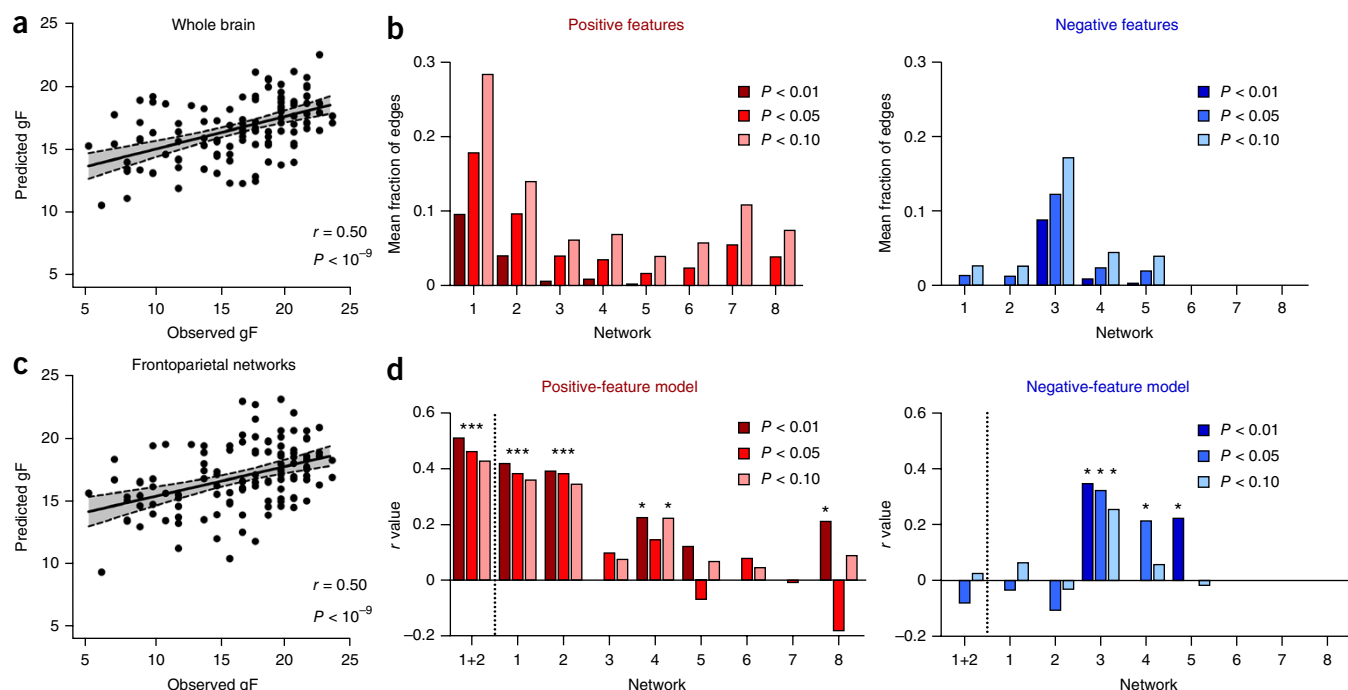 a
Whole brain
25
20
15
10
5
Predicted gF
r = 0.50
P < 10⁻⁹
5 10 15 20 25
Observed gF
b
Positive features
0.3
0.2
0.1
0
Mean fraction of edges
P < 0.01
P < 0.05
P < 0.10
1 2 3 4 5 6 7 8
Network
Negative features
0.3
0.2
0.1
0
Mean fraction of edges
P < 0.01
P < 0.05
P < 0.10
1 2 3 4 5 6 7 8
Network
c
Frontoparietal networks
25
20
15
10
5
Predicted gF
r = 0.50
P < 10⁻⁹
5 10 15 20 25
Observed gF
d
Positive-feature model
0.6
0.4
0.2
0
–0.2
r value
*** *** *** * * *
P < 0.01
P < 0.05
P < 0.10
1+2 1 2 3 4 5 6 7 8
Network
Negative-feature model
0.6
0.4
0.2
0
–0.2
r value
* * * * *
P < 0.01
P < 0.05
P < 0.10
1+2 1 2 3 4 5 6 7 8
Network